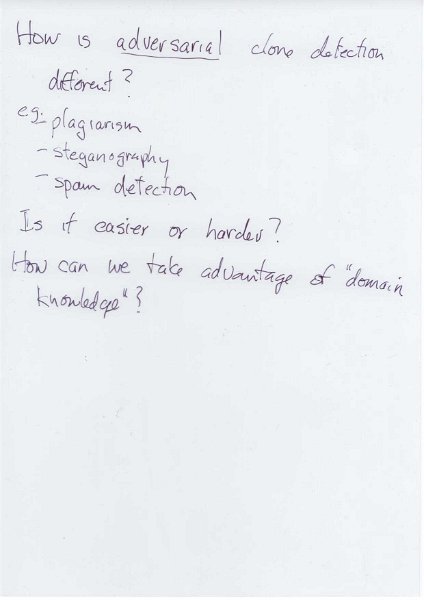 How is adversarial clone detection
different?
eg: plagiarism
- steganography
- spam detection
Is it easier or harder?
How can we take advantage of "domain
knowledge"?